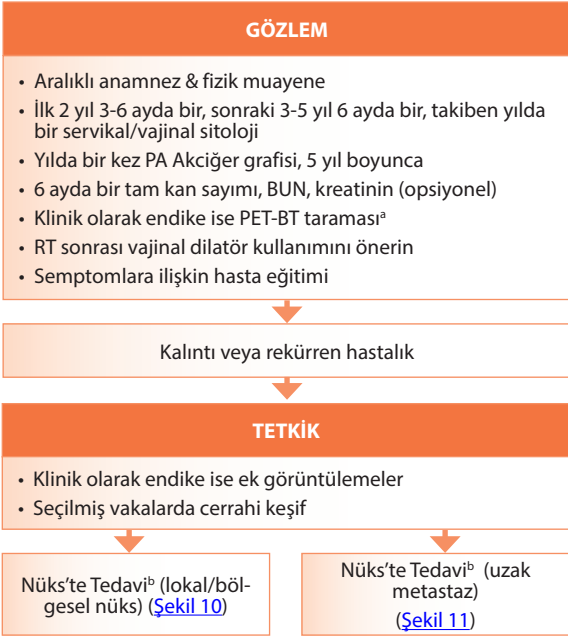 GÖZLEM
• Aralıklı anamnez & fizik muayene
• İlk 2 yıl 3-6 ayda bir, sonraki 3-5 yıl 6 ayda bir, takiben yılda
bir servikal/vajinal sitoloji
• Yılda bir kez PA Akciğer grafisi, 5 yıl boyunca
• 6 ayda bir tam kan sayımı, BUN, kreatinin (opsiyonel)
• Klinik olarak endike ise PET-BT taramasıᵃ
• RT sonrası vajinal dilatör kullanımını önerin
• Semptomlara ilişkin hasta eğitimi
Kalıntı veya rekürren hastalık
TETKİK
• Klinik olarak endike ise ek görüntülemeler
• Seçilmiş vakalarda cerrahi keşif
Nüks’te Tedaviᵇ (lokal/böl-
gesel nüks) (Şekil 10)
Nüks’te Tedaviᵇ (uzak
metastaz)
(Şekil 11)